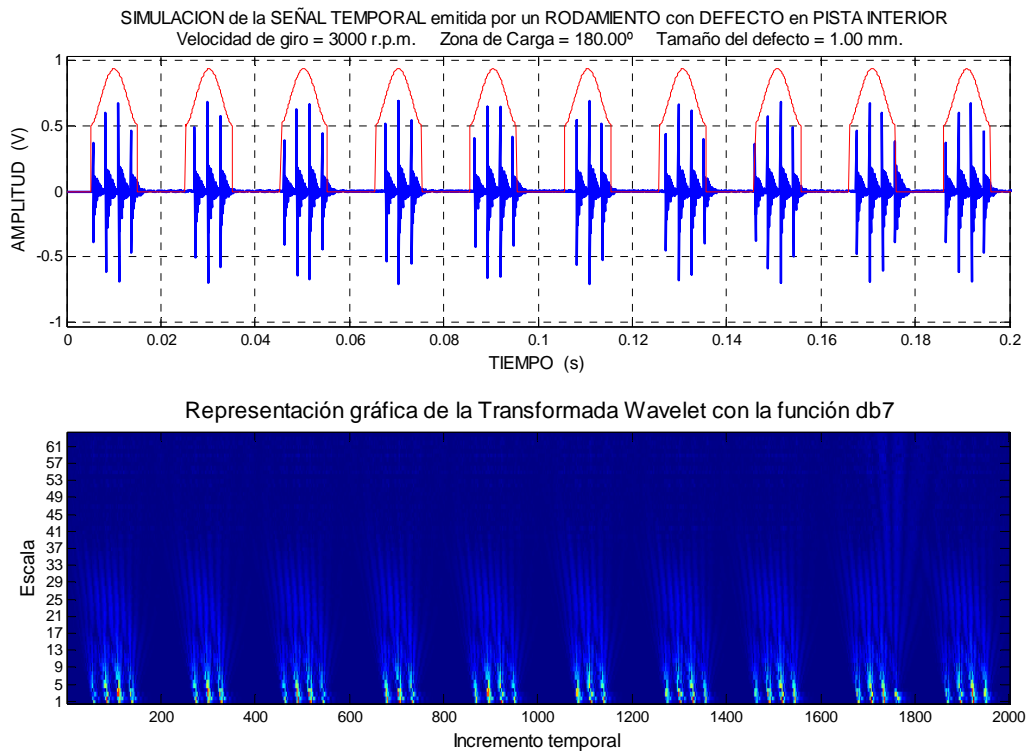 SIMULACION de la SEÑAL TEMPORAL emitida por un RODAMIENTO con DEFECTO en PISTA INTERIOR
Velocidad de giro = 3000 r.p.m. Zona de Carga = 180.00º Tamaño del defecto = 1.00 mm.
1
0.5
0
-0.5
-1
AMPLITUD (V)
0 0.02 0.04 0.06 0.08 0.1 0.12 0.14 0.16 0.18 0.2
TIEMPO (s)
Representación gráfica de la Transformada Wavelet con la función db7
61
57
53
49
45
41
37
33
29
25
21
17
13
9
5
1
Escala
200 400 600 800 1000 1200 1400 1600 1800 2000
Incremento temporal